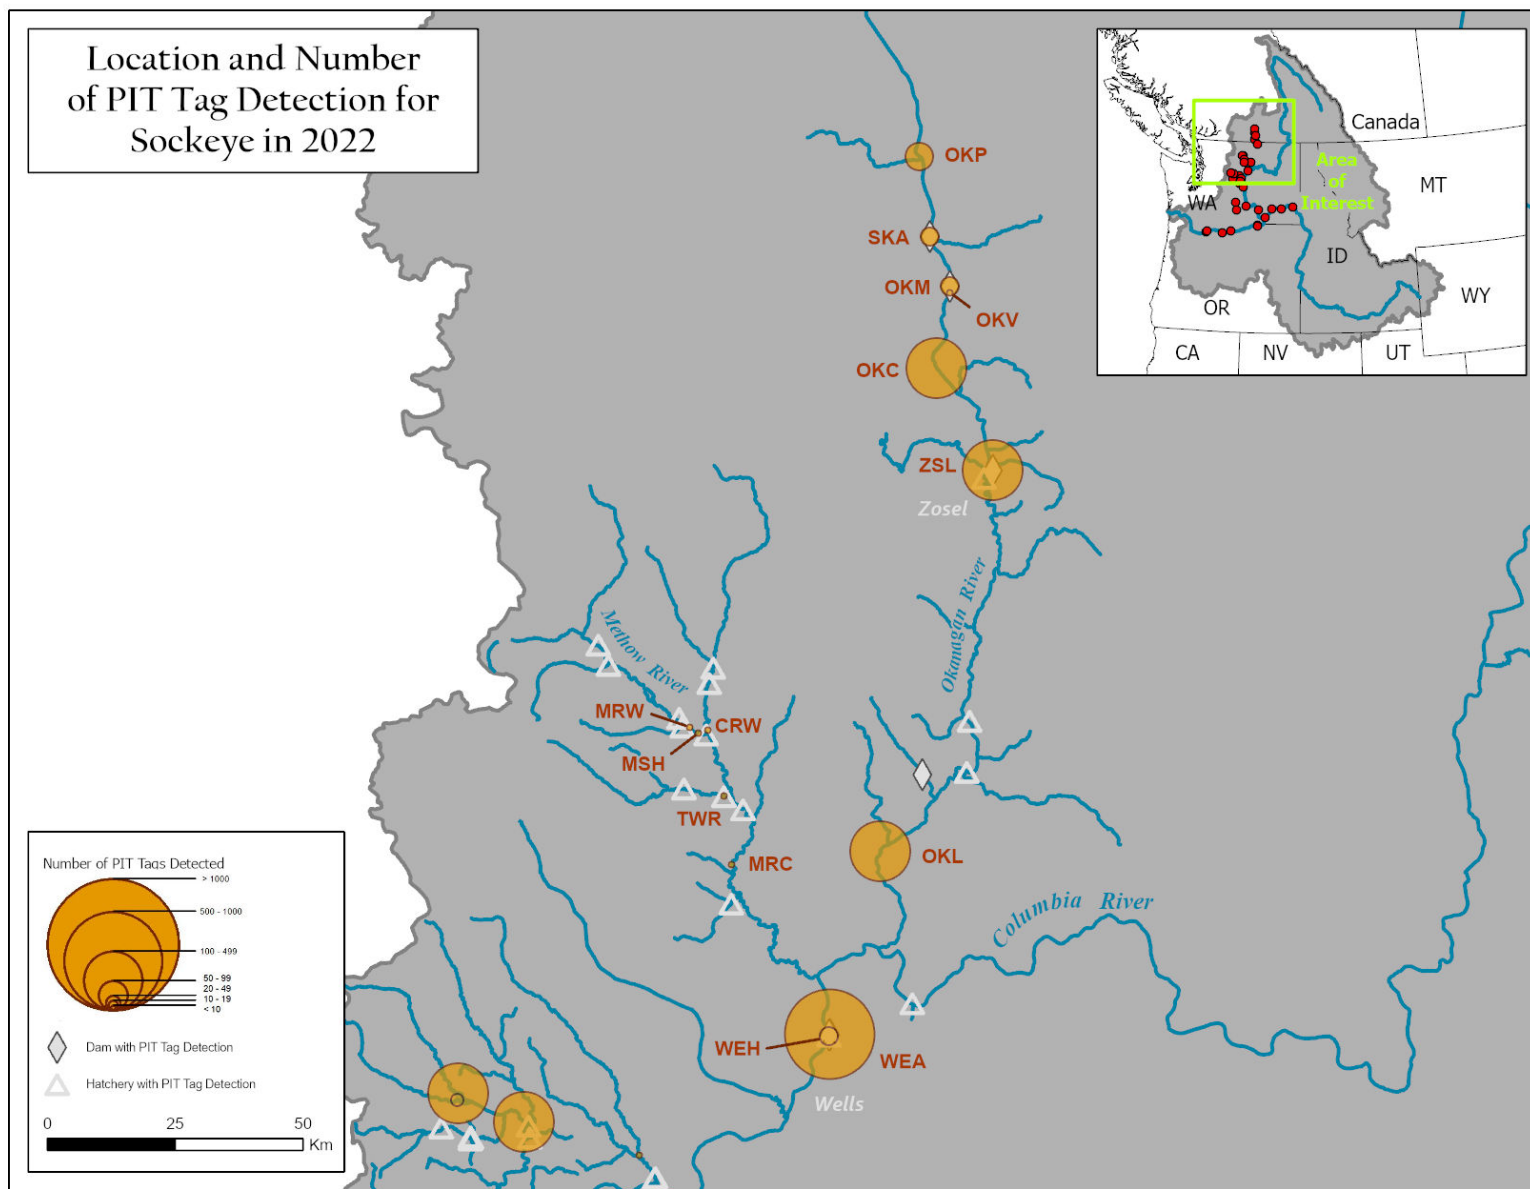 Location and Number
of PIT Tag Detection for
Sockeye in 2022
Canada
Area
of
Interest
MT
WA
ID
OR
WY
CA
NV
UT
OKP
SKA
OKM
OKV
OKC
ZSL
Zosel
Okanagan River
Methow River
MRW
CRW
MSH
TWR
MRC
OKL
Columbia River
WEH
WEA
Wells
Number of PIT Tags Detected
> 1000
500 - 1000
100 - 499
50 - 99
20 - 49
10 - 19
< 10
Dam with PIT Tag Detection
Hatchery with PIT Tag Detection
0 25 50
Km